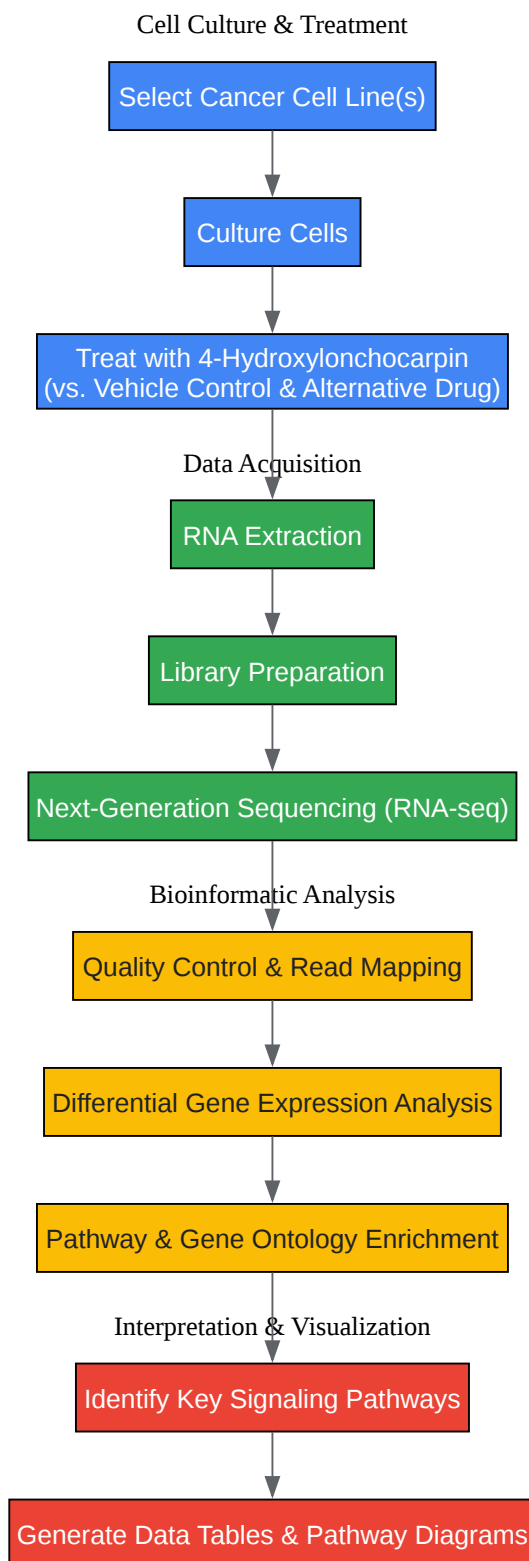 Cell Culture & Treatment
Select Cancer Cell Line(s)
Culture Cells
Treat with 4-Hydroxylonchocarpin
(vs. Vehicle Control & Alternative Drug)
Data Acquisition
RNA Extraction
Library Preparation
Next-Generation Sequencing (RNA-seq)
Bioinformatic Analysis
Quality Control & Read Mapping
Differential Gene Expression Analysis
Pathway & Gene Ontology Enrichment
Interpretation & Visualization
Identify Key Signaling Pathways
Generate Data Tables & Pathway Diagrams